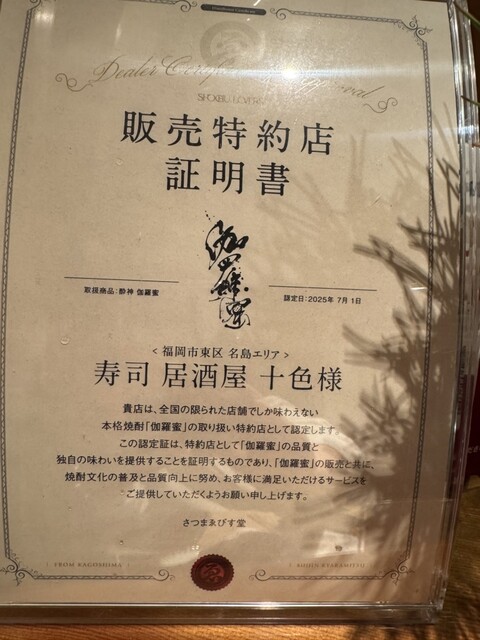 Dealer
販売特約店
証明書
伽羅蜜
取扱商品：酔神 伽羅蜜
認定日：2025年 7月1日
< 福岡市東区 名島エリア >
寿司 居酒屋 十色様
貴店は、全国の限られた店舗でしか味わえない
本格焼酎「伽羅蜜」の取り扱い特約店として認定します。
この認定証は、特約店として「伽羅蜜」の品質と
独自の味わいを提供することを証明するものであり、「伽羅蜜」の販売と共に、
焼酎文化の普及と品質向上に努め、お客様に満足いただけるサービスを
ご提供していただくようお願い申し上げます。
さつまゑびす堂
FROM KAGOSHIMA